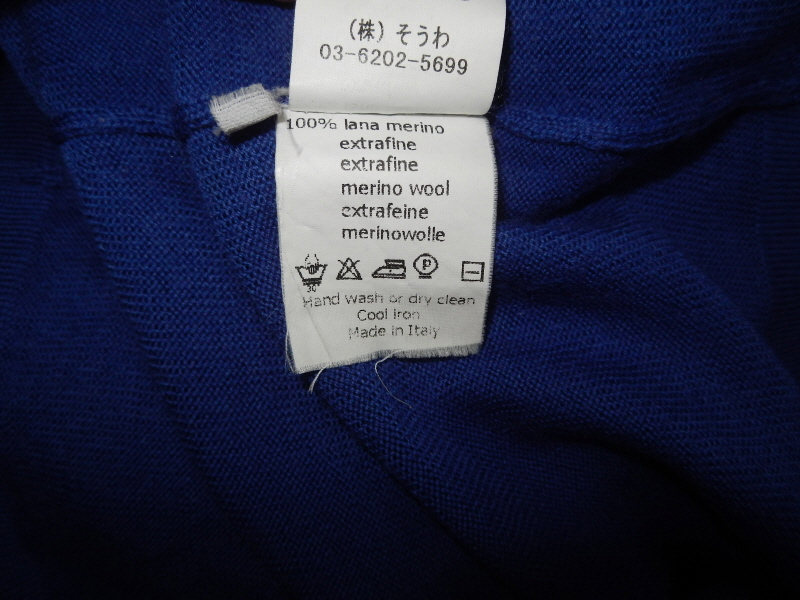 (株) そうわ
03-6202-5699
100% lana merino
extrafine
extrafine
merino wool
extrafeine
merinowolle
30
P
Hand wash or dry clean
Cool iron
Made in Italy